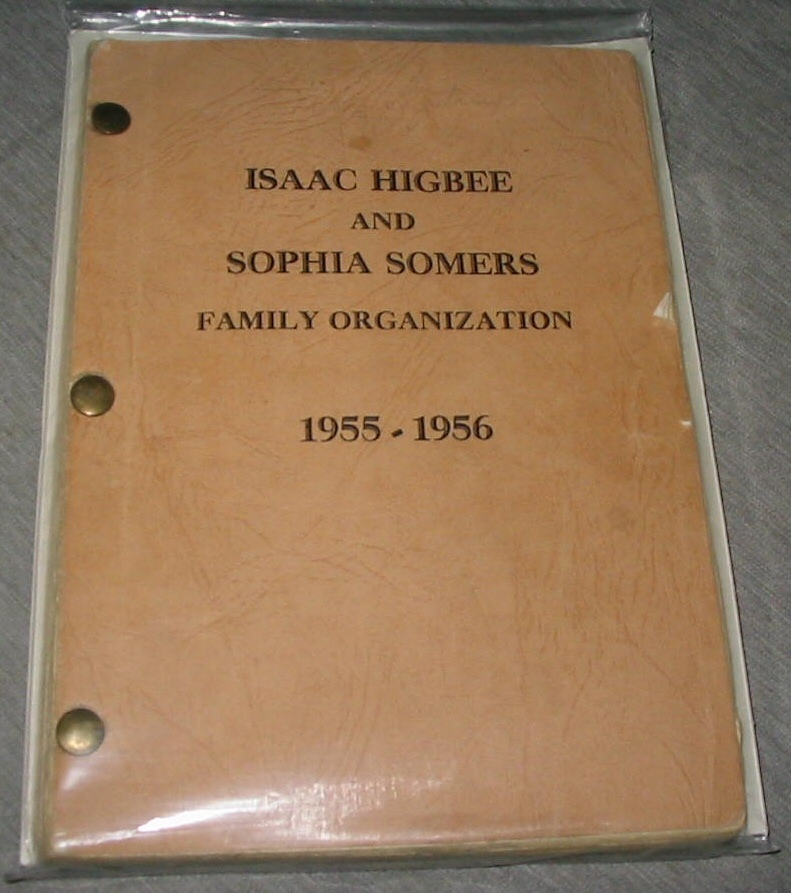 ISAAC HIGBEE
AND
SOPHIA SOMERS
FAMILY ORGANIZATION
1955 - 1956